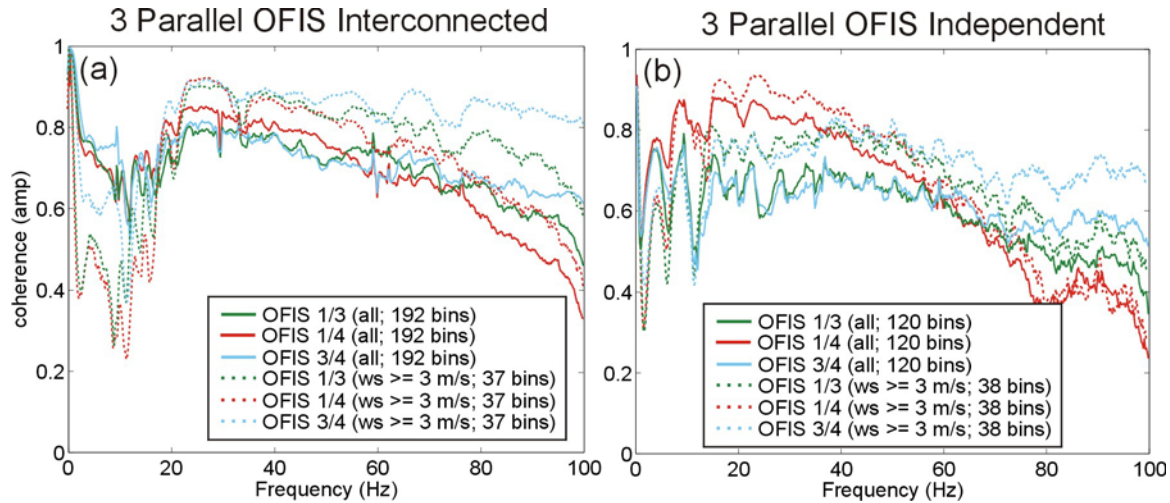 3 Parallel OFIS Interconnected
(a)
coherence (amp)
1
0.8
0.6
0.4
0.2
0
OFIS 1/3 (all; 192 bins)
OFIS 1/4 (all; 192 bins)
OFIS 3/4 (all; 192 bins)
OFIS 1/3 (ws >= 3 m/s; 37 bins)
OFIS 1/4 (ws >= 3 m/s; 37 bins)
OFIS 3/4 (ws >= 3 m/s; 37 bins)
0 20 40 60 80 100
Frequency (Hz)
3 Parallel OFIS Independent
(b)
1
0.8
0.6
0.4
0.2
0
OFIS 1/3 (all; 120 bins)
OFIS 1/4 (all; 120 bins)
OFIS 3/4 (all; 120 bins)
OFIS 1/3 (ws >= 3 m/s; 38 bins)
OFIS 1/4 (ws >= 3 m/s; 38 bins)
OFIS 3/4 (ws >= 3 m/s; 38 bins)
0 20 40 60 80 100
Frequency (Hz)